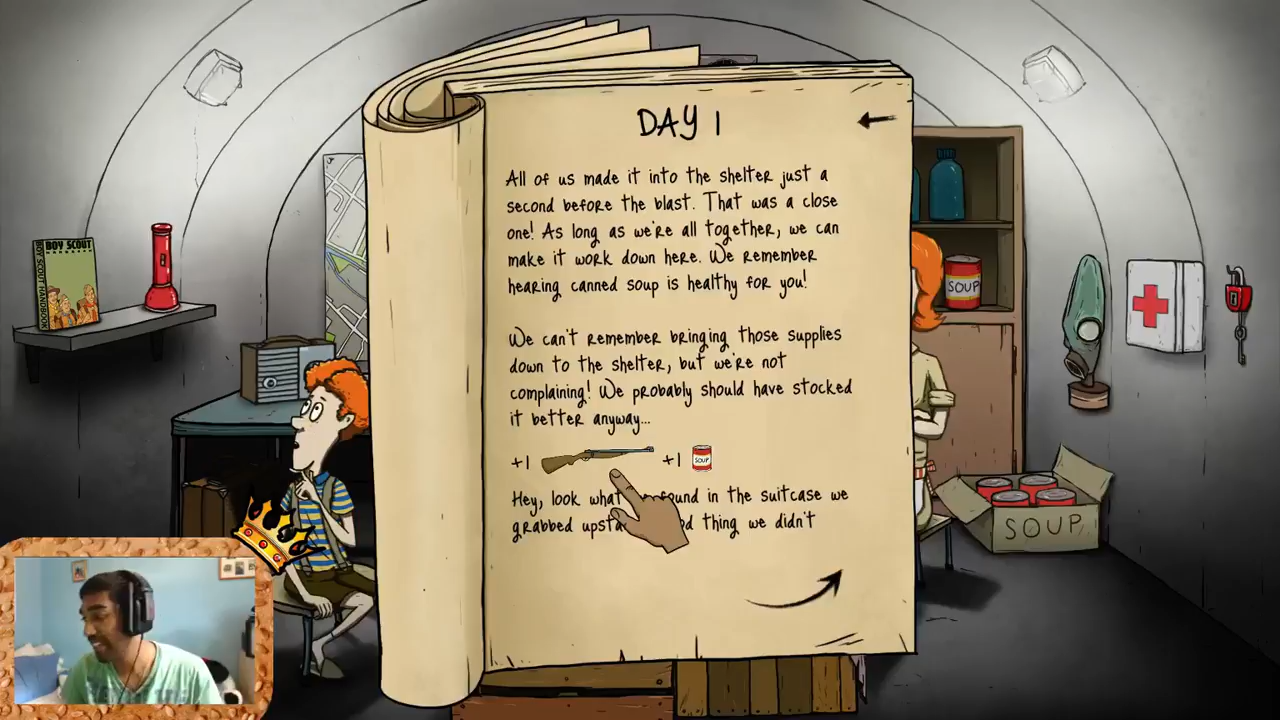 DAY 1
All of us made it into the shelter just a
second before the blast. That was a close
one! As long as we're all together, we can
make it work down here. We remember
hearing canned soup is healthy for you!
We can't remember bringing those supplies
down to the shelter, but we're not
complaining! We probably should have stocked
it better anyway...
+1 +1 SOUP
Hey, look what found in the suitcase we
grabbed thing we didn't
BOY SCOUT
BOY SCOUT HANDBOOK
SOUP
SOUP